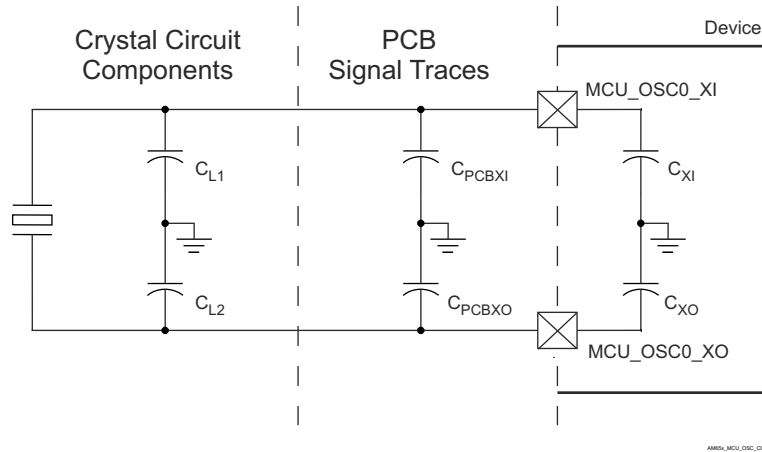 Crystal Circuit
Components
PCB
Signal Traces
Device
MCU_OSC0_XI
CL1
CPCBXI
CXI
CL2
CPCBXO
CXO
MCU_OSC0_XO